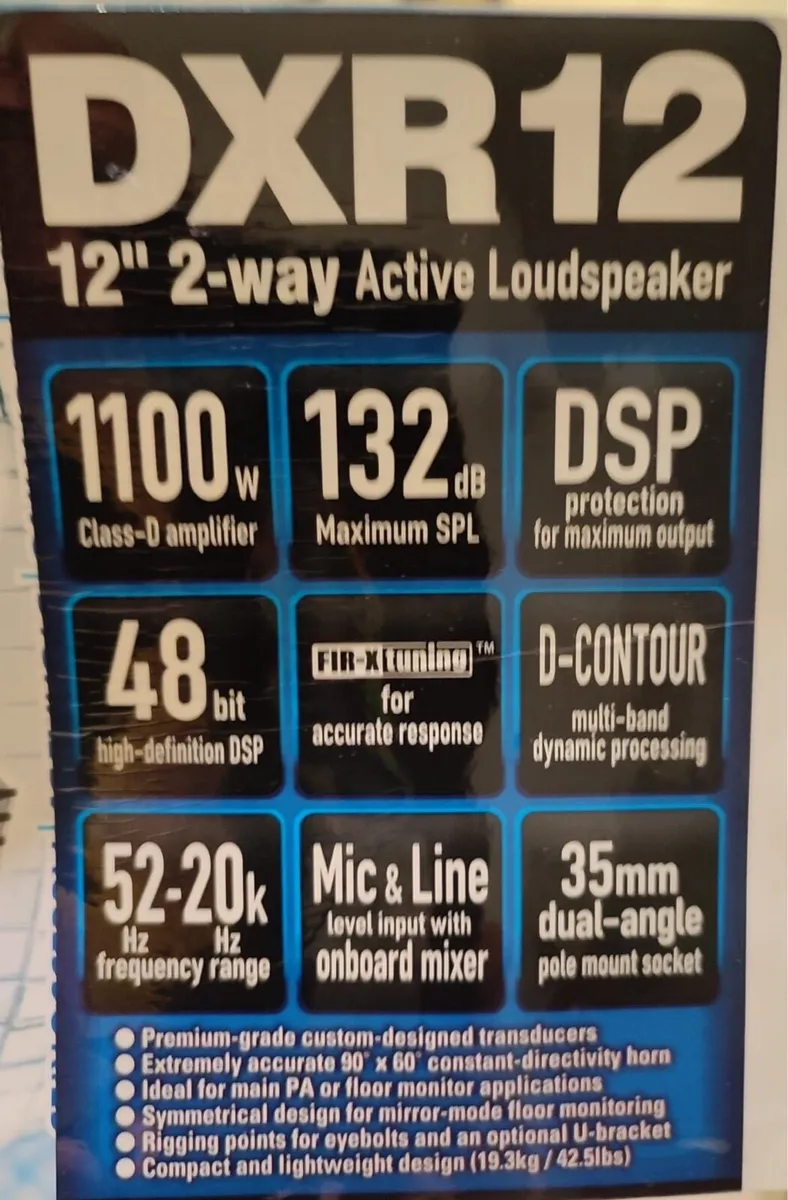 DXR12
12" 2-way Active Loudspeaker
1100W
Class-D amplifier
132dB
Maximum SPL
DSP
protection
for maximum output
48bit
high-definition DSP
FIR-X tuning™
for
accurate response
D-CONTOUR
multi-band
dynamic processing
52-20k
Hz Hz
frequency range
Mic & Line
level input with
onboard mixer
35mm
dual-angle
pole mount socket
● Premium-grade custom-designed transducers
● Extremely accurate 90° x 60° constant-directivity horn
● Ideal for main PA or floor monitor applications
● Symmetrical design for mirror-mode floor monitoring
● Rigging points for eyebolts and an optional U-bracket
● Compact and lightweight design (19.3kg / 42.5lbs)